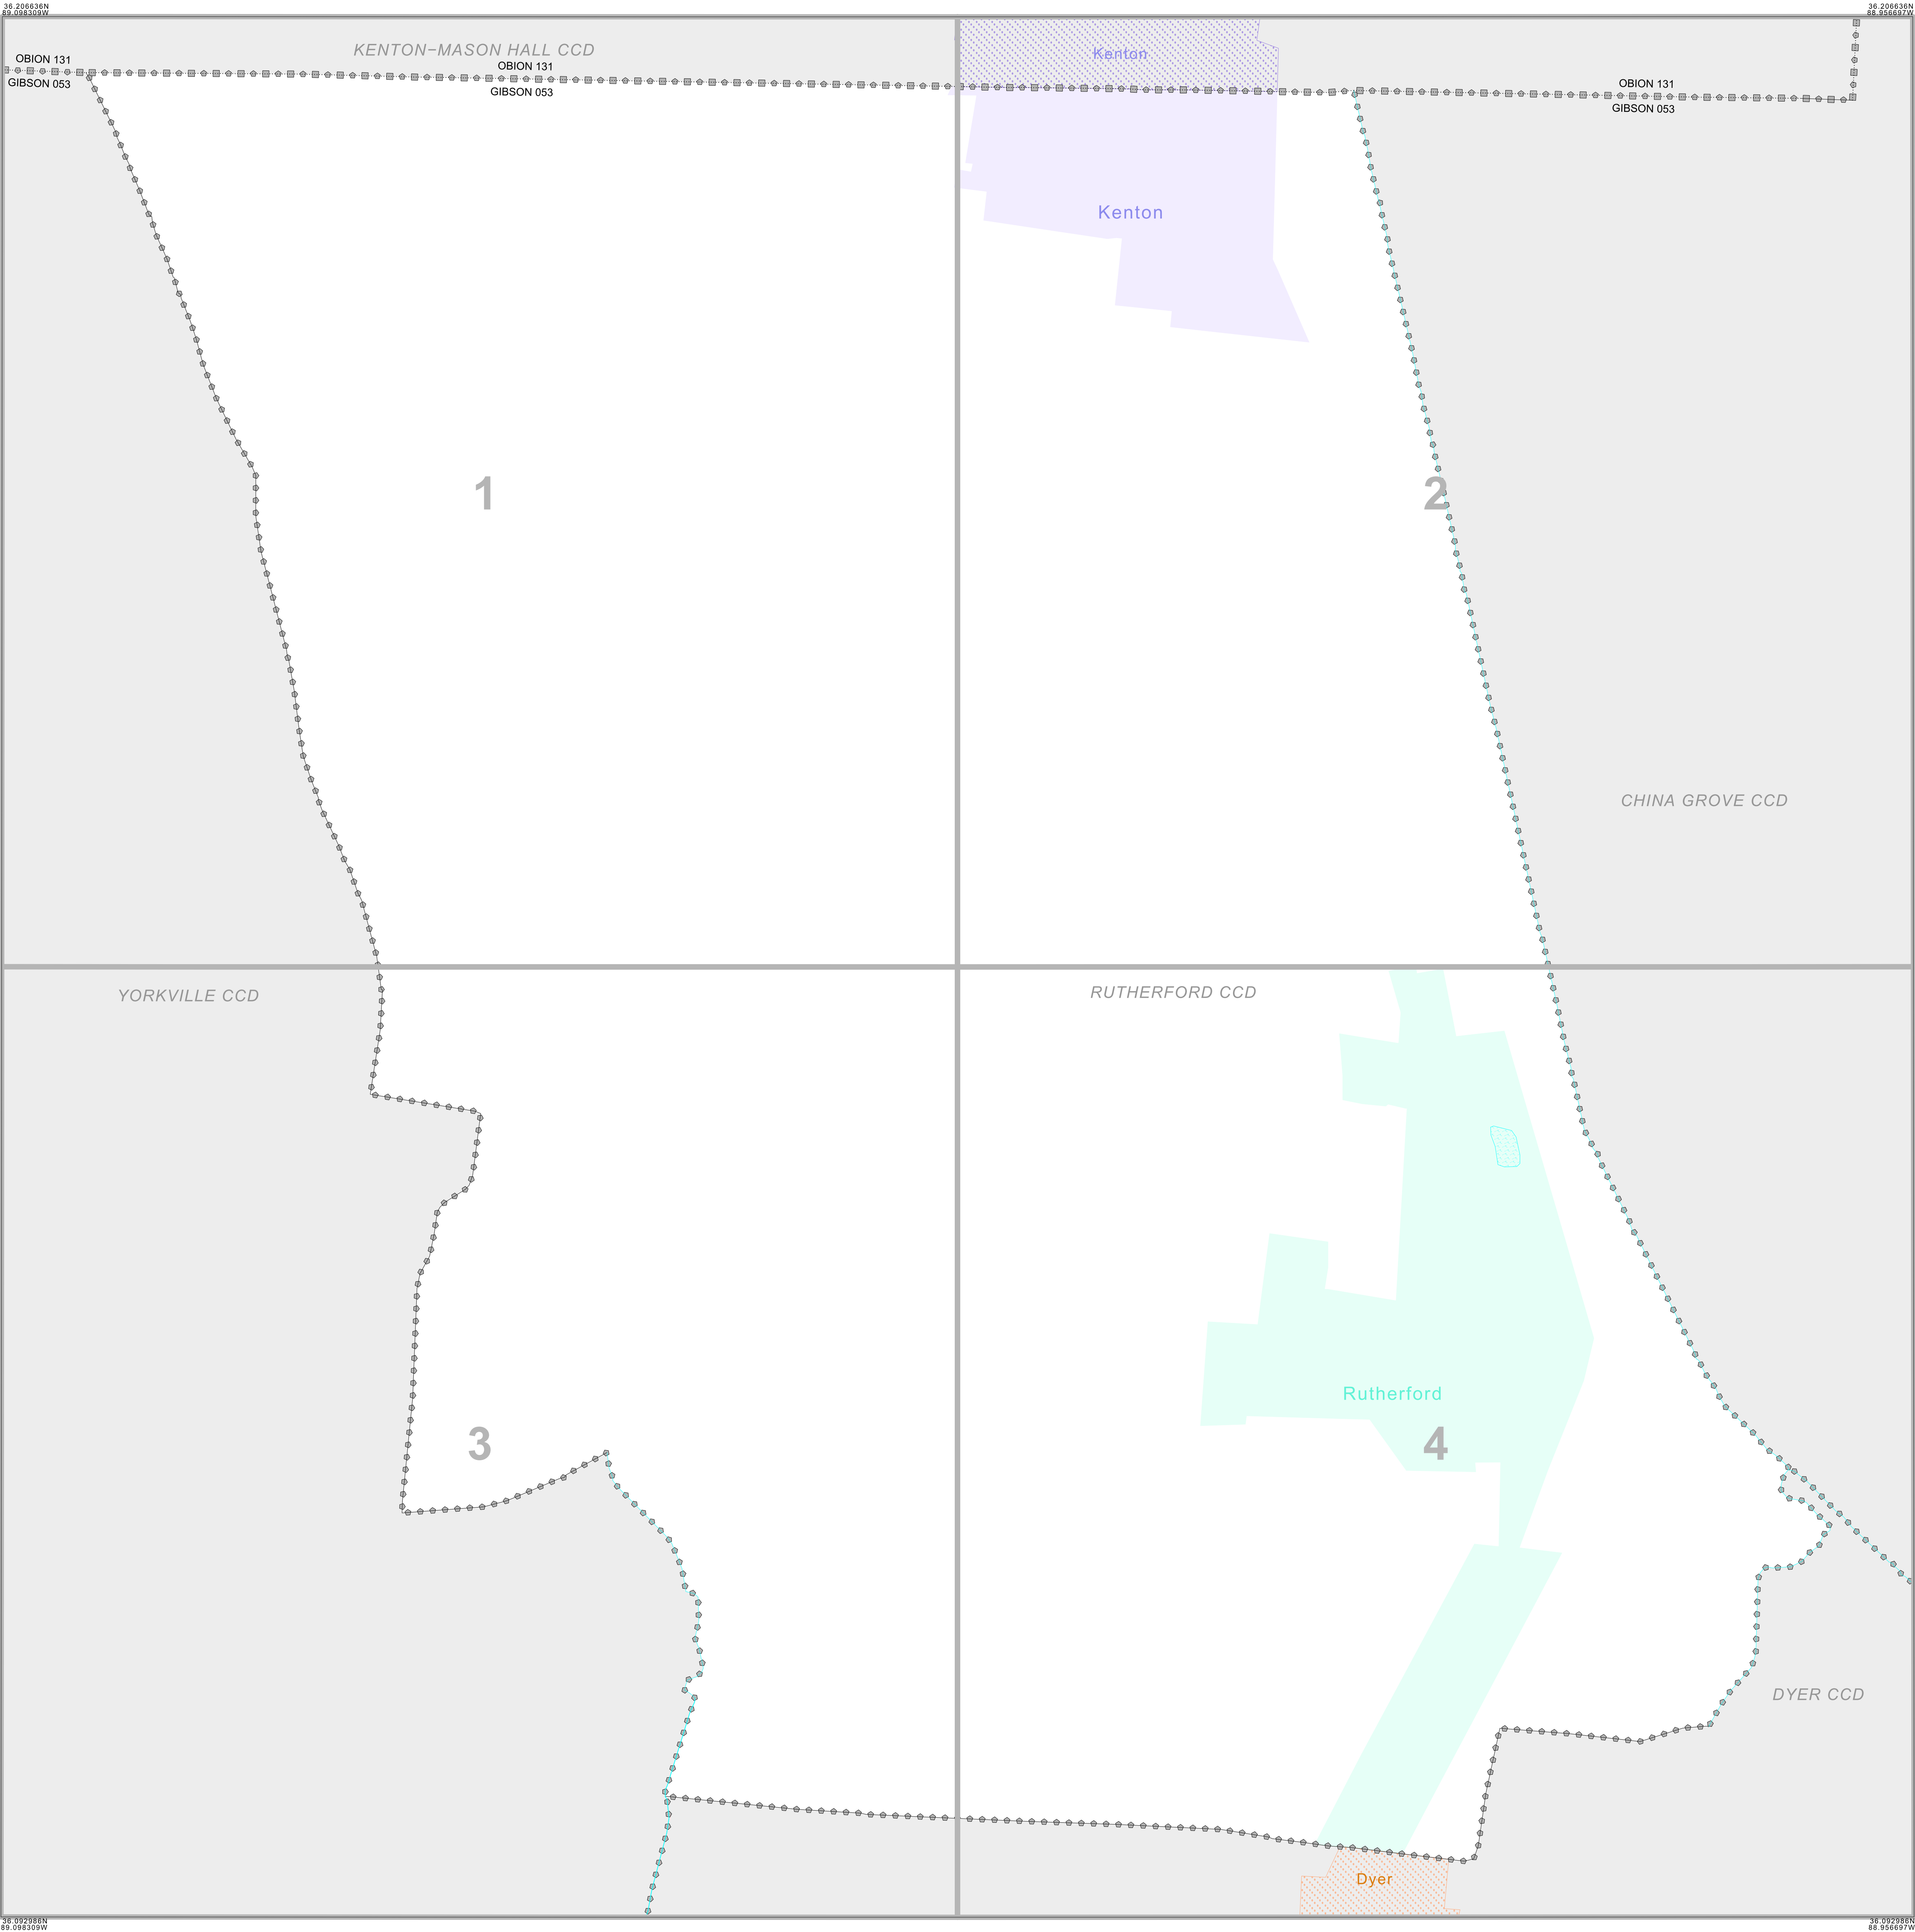 36.206636N
89.098309W
36.206636N
88.956697W
KENTON–MASON HALL CCD
Kenton
OBION 131
GIBSON 053
OBION 131
GIBSON 053
OBION 131
GIBSON 053
Kenton
1
2
CHINA GROVE CCD
YORKVILLE CCD
RUTHERFORD CCD
Rutherford
3
4
DYER CCD
Dyer
36.092986N
89.098309W
36.092986N
88.956697W